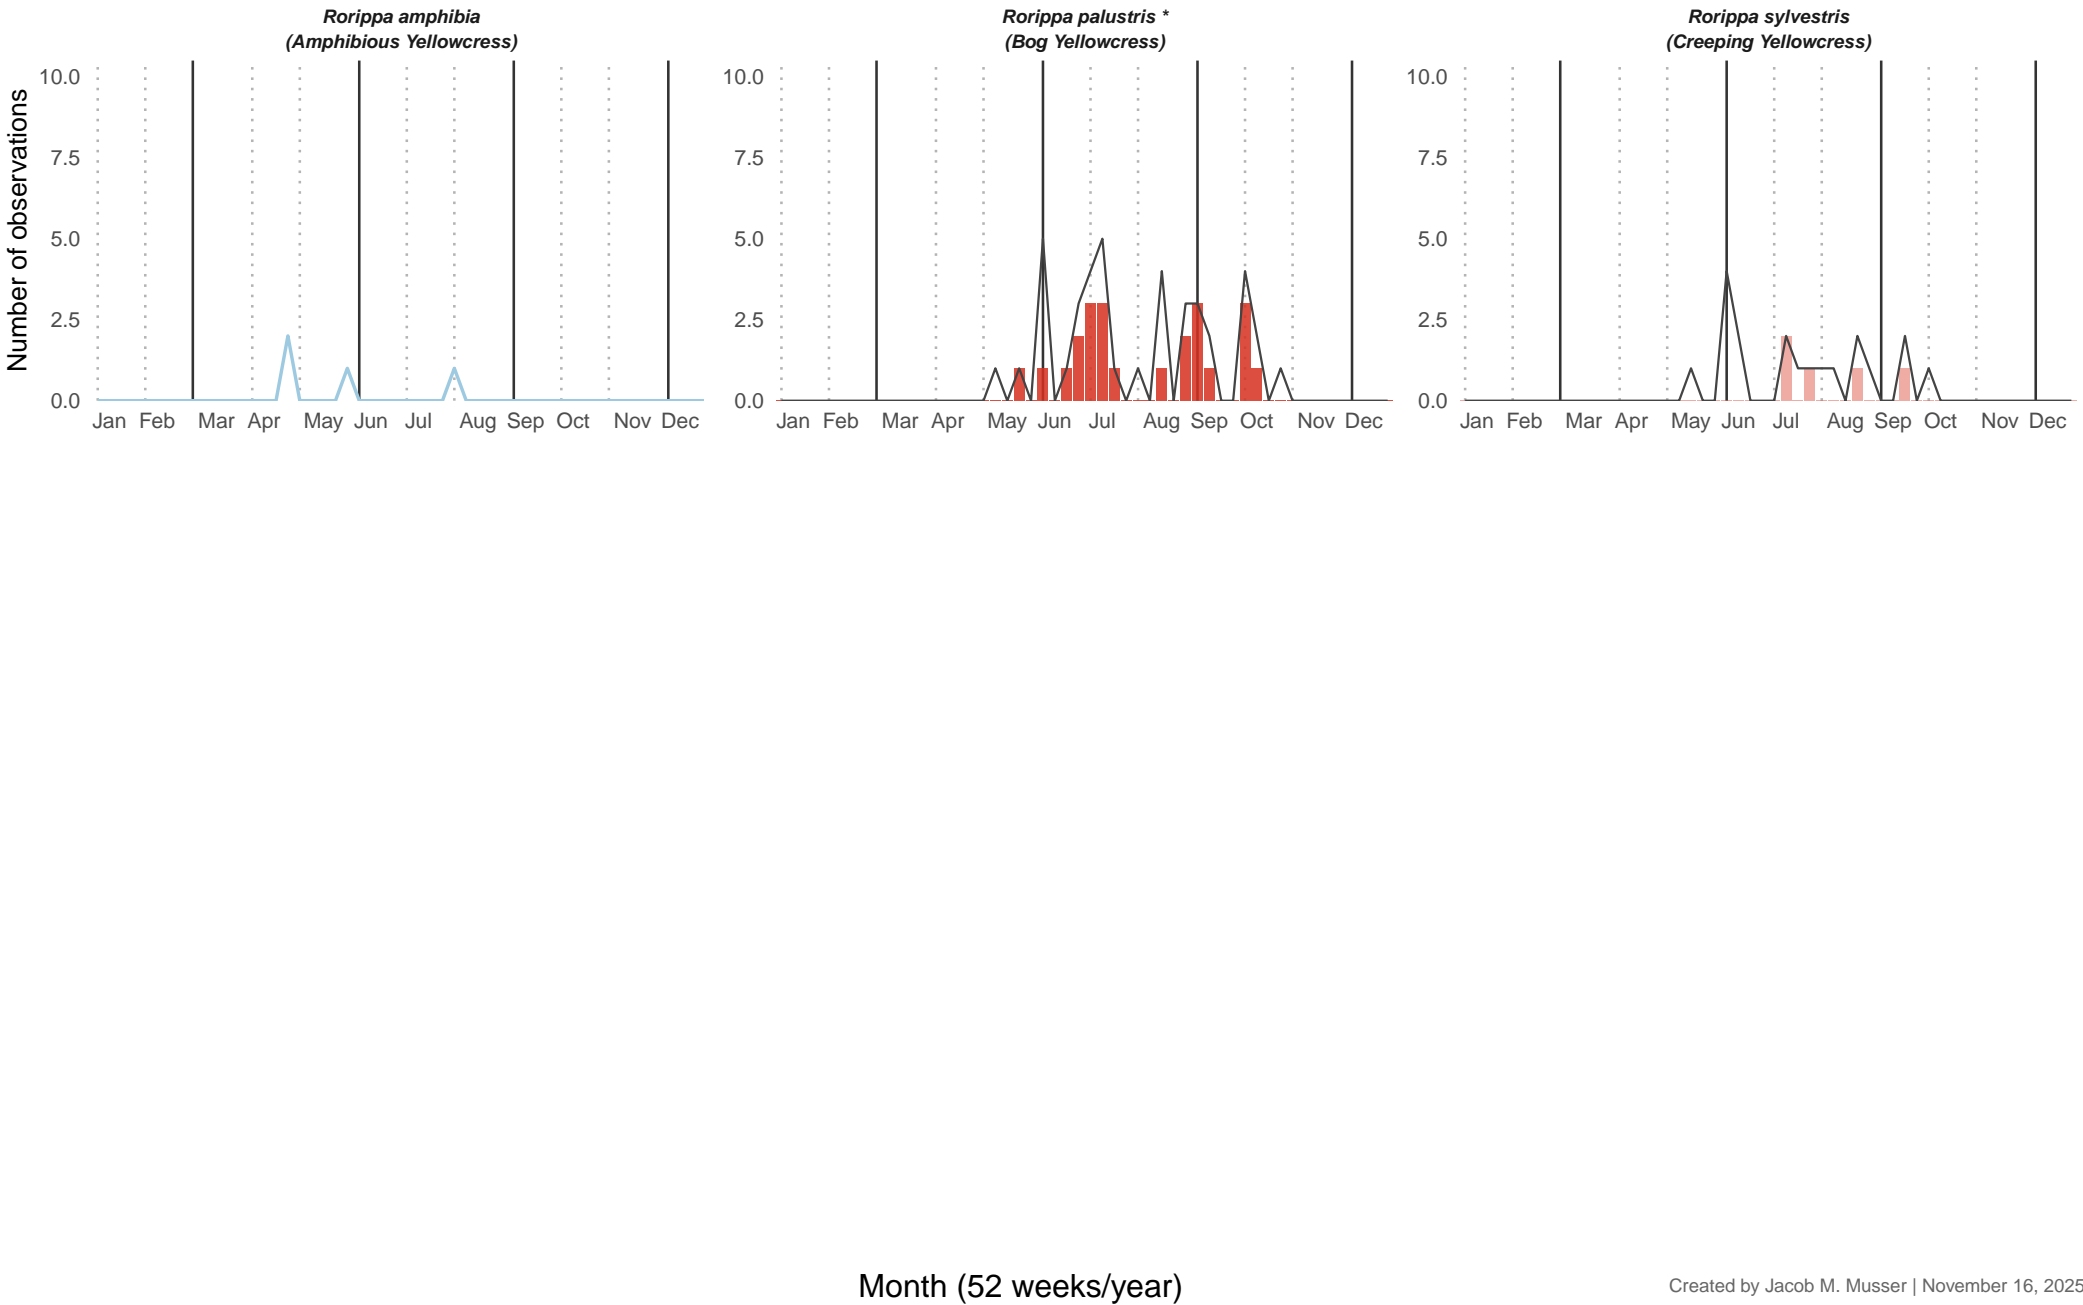 Rorippa amphibia
(Amphibious Yellowcress)
Rorippa palustris *
(Bog Yellowcress)
Rorippa sylvestris
(Creeping Yellowcress)
Number of observations
10.0
7.5
5.0
2.5
0.0
Jan Feb Mar Apr May Jun Jul Aug Sep Oct Nov Dec
10.0
7.5
5.0
2.5
0.0
Jan Feb Mar Apr May Jun Jul Aug Sep Oct Nov Dec
10.0
7.5
5.0
2.5
0.0
Jan Feb Mar Apr May Jun Jul Aug Sep Oct Nov Dec
Month (52 weeks/year)
Created by Jacob M. Musser | November 16, 2025